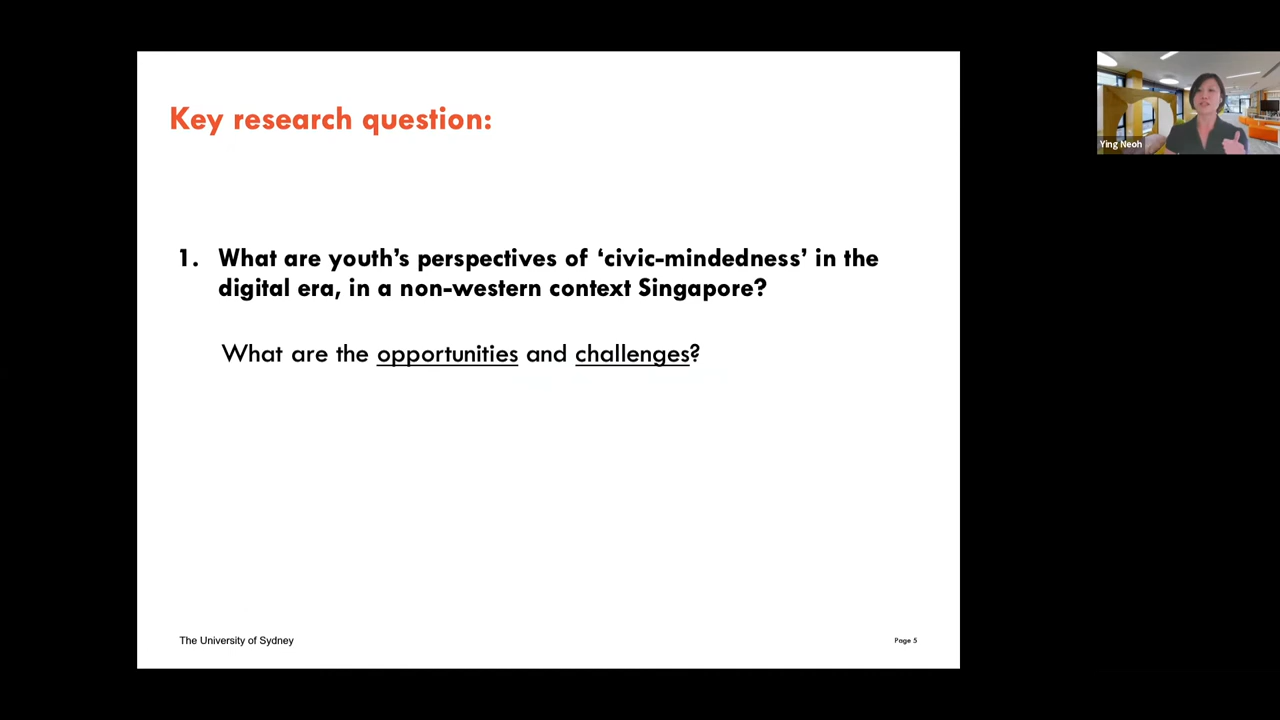 Key research question:
1. What are youth’s perspectives of ‘civic-mindedness’ in the
digital era, in a non-western context Singapore?
What are the opportunities and challenges?
The University of Sydney
Page 5
Ying Neoh